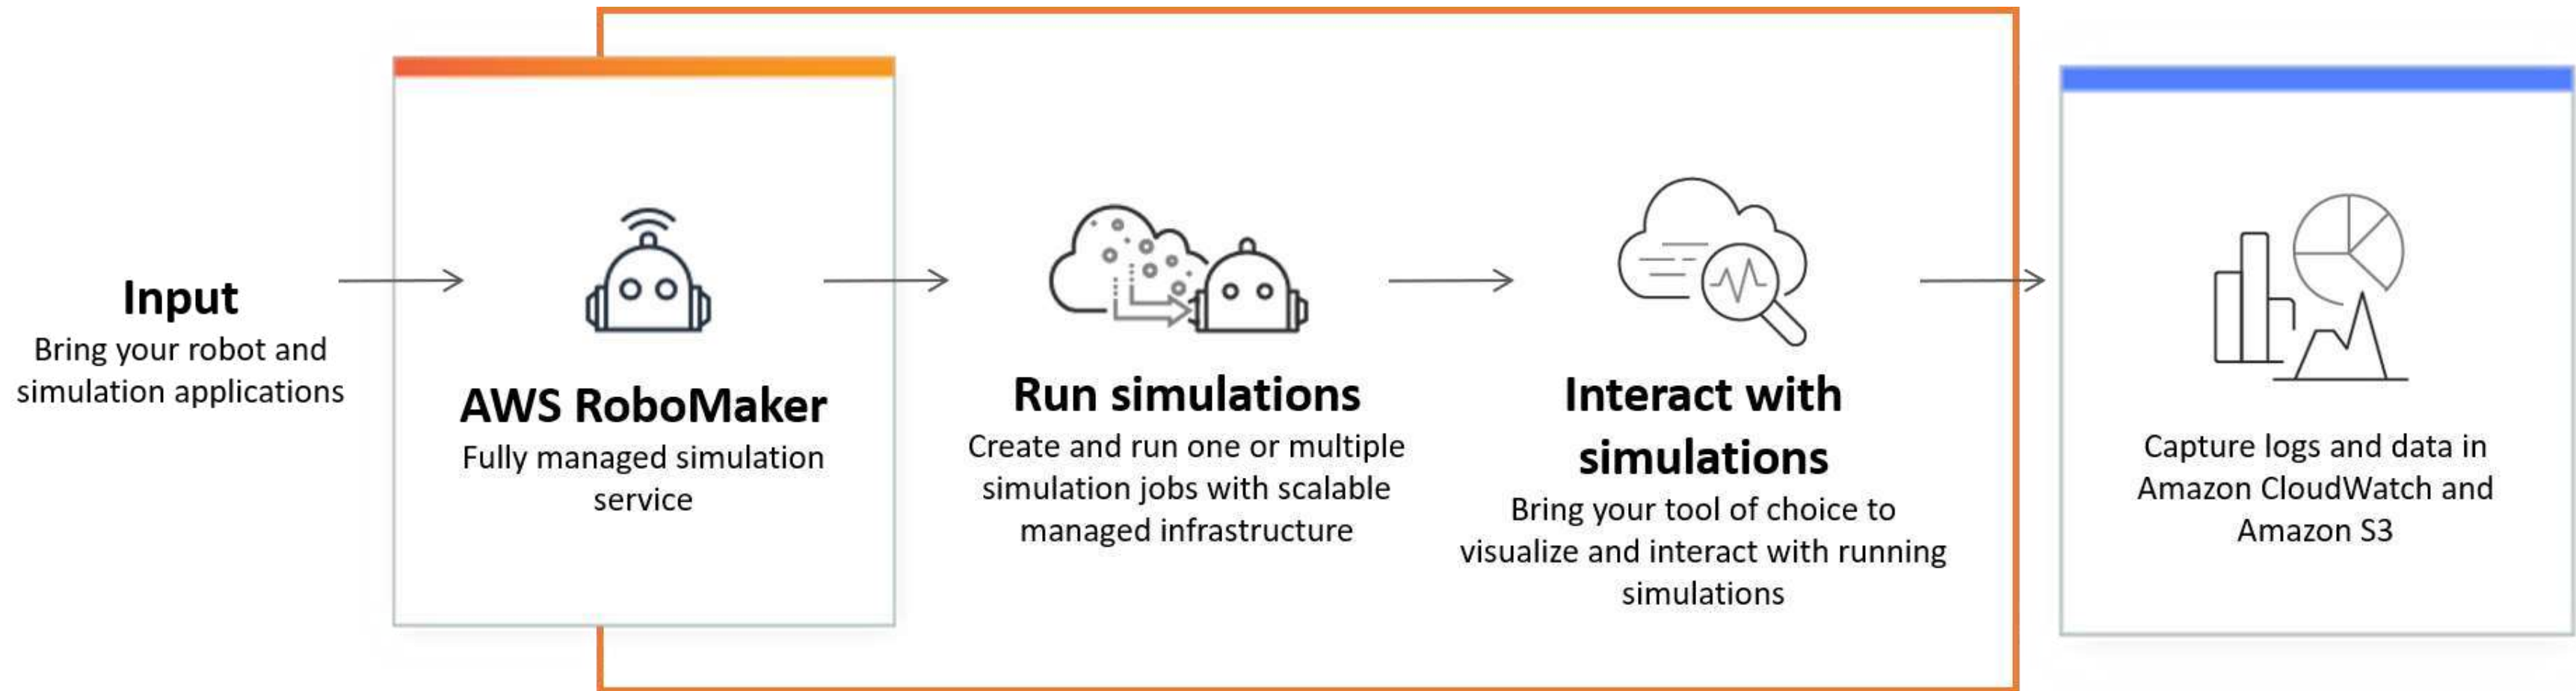 Input
Bring your robot and
simulation applications
AWS RoboMaker
Fully managed simulation
service
Run simulations
Create and run one or multiple
simulation jobs with scalable
managed infrastructure
Interact with
simulations
Bring your tool of choice to
visualize and interact with running
simulations
Capture logs and data in
Amazon CloudWatch and
Amazon S3